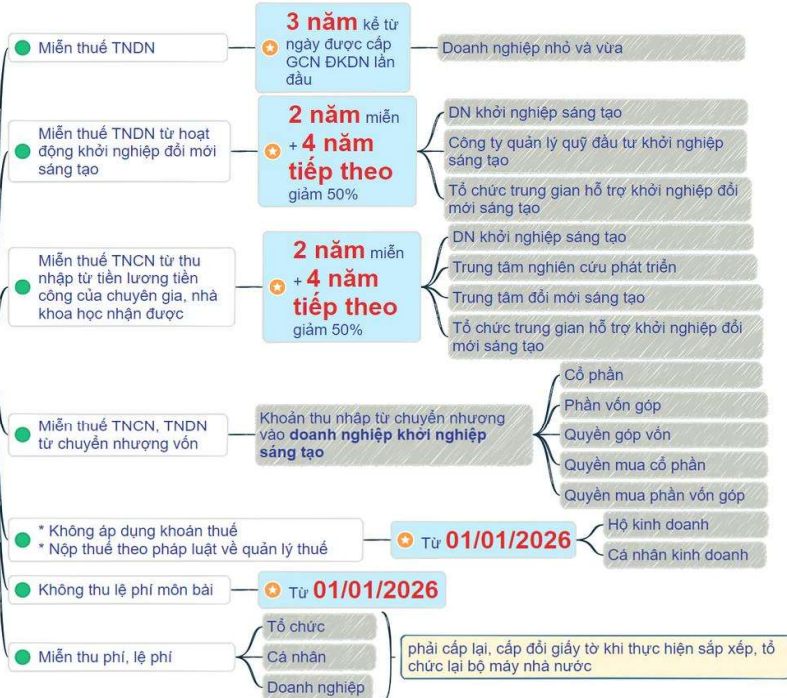 Miễn thuế TNDN
3 năm kể từ
ngày được cấp
GCN ĐKDN lần
đầu
Doanh nghiệp nhỏ và vừa
Miễn thuế TNDN từ hoạt
động khởi nghiệp đổi mới
sáng tạo
2 năm miễn
+ 4 năm
tiếp theo
giảm 50%
DN khởi nghiệp sáng tạo
Công ty quản lý quỹ đầu tư khởi nghiệp
sáng tạo
Tổ chức trung gian hỗ trợ khởi nghiệp đổi
mới sáng tạo
Miễn thuế TNCN từ thu
nhập từ tiền lương tiền
công của chuyên gia, nhà
khoa học nhận được
2 năm miễn
+ 4 năm
tiếp theo
giảm 50%
DN khởi nghiệp sáng tạo
Trung tâm nghiên cứu phát triển
Trung tâm đổi mới sáng tạo
Tổ chức trung gian hỗ trợ khởi nghiệp đổi
mới sáng tạo
Miễn thuế TNCN, TNDN
từ chuyển nhượng vốn
Khoản thu nhập từ chuyển nhượng
vào doanh nghiệp khởi nghiệp
sáng tạo
Cổ phần
Phần vốn góp
Quyền góp vốn
Quyền mua cổ phần
Quyền mua phần vốn góp
* Không áp dụng khoán thuế
* Nộp thuế theo pháp luật về quản lý thuế
Từ 01/01/2026
Hộ kinh doanh
Cá nhân kinh doanh
Không thu lệ phí môn bài
Từ 01/01/2026
Miễn thu phí, lệ phí
Tổ chức
Cá nhân
Doanh nghiệp
phải cấp lại, cấp đổi giấy tờ khi thực hiện sắp xếp, tổ
chức lại bộ máy nhà nước